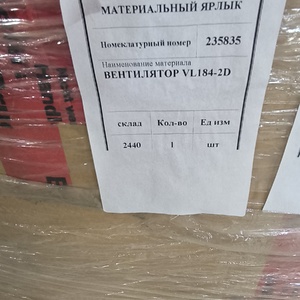 МАТЕРИАЛЬНЫЙ ЯРЛЫК
Номенклатурный номер 235835
Наименование материала
ВЕНТИЛЯТОР VL184-2D
склад Кол-во Ед изм
2440 1 шт